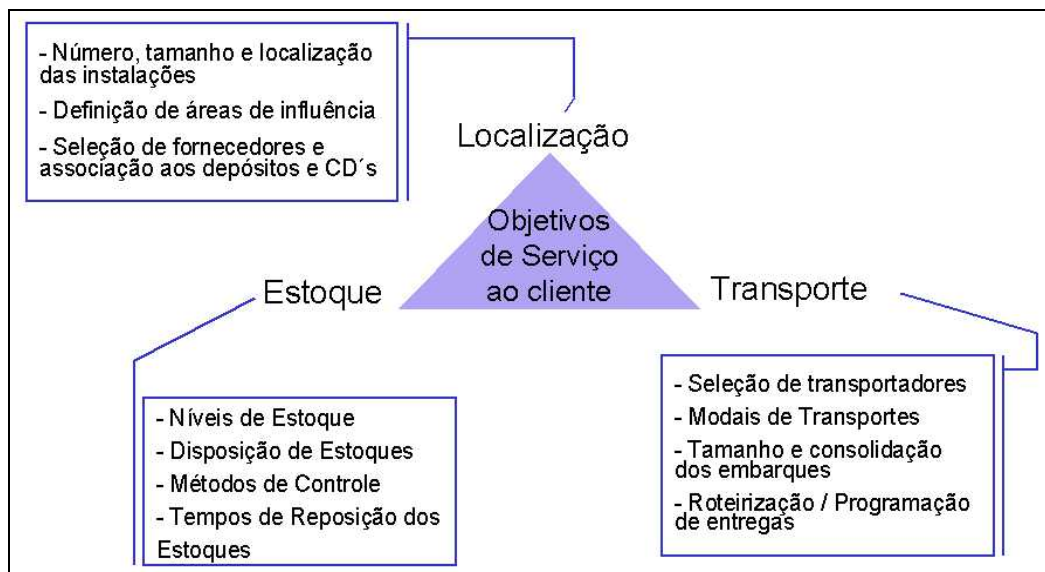 - Número, tamanho e localização
das instalações
- Definição de áreas de influência
- Seleção de fornecedores e
associação aos depósitos e CD´s
Localização
Objetivos
de Serviço
ao cliente
Estoque
Transporte
- Níveis de Estoque
- Disposição de Estoques
- Métodos de Controle
- Tempos de Reposição dos
Estoques
- Seleção de transportadores
- Modais de Transportes
- Tamanho e consolidação
dos embarques
- Roteirização / Programação
de entregas